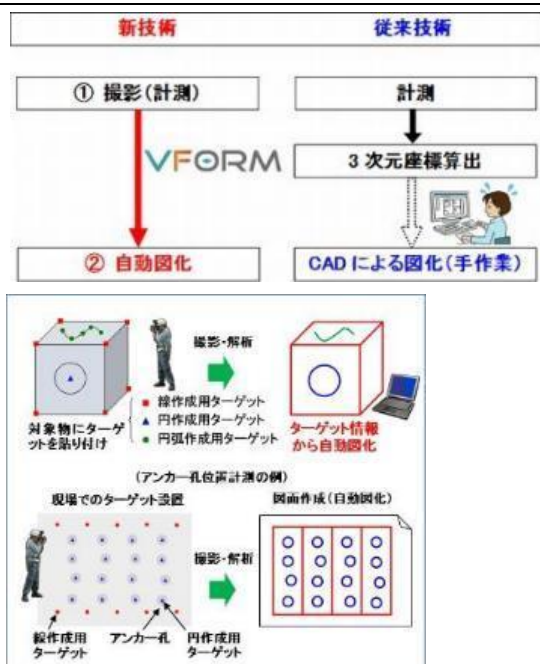 新技術
従来技術
① 撮影(計測)
計測
VFORM
3次元座標算出
② 自動図化
CADによる図化(手作業)
撮影・解析
対象物にターゲ
ットを貼り付け
線作成用ターゲット
円作成用ターゲット
円弧作成用ターゲット
ターゲット情報
から自動図化
(アンカー孔位置計測の例)
現場でのターゲット設置
図面作成(自動図化)
撮影・解析
線作成用
ターゲット
アンカー孔
円作成用
ターゲット